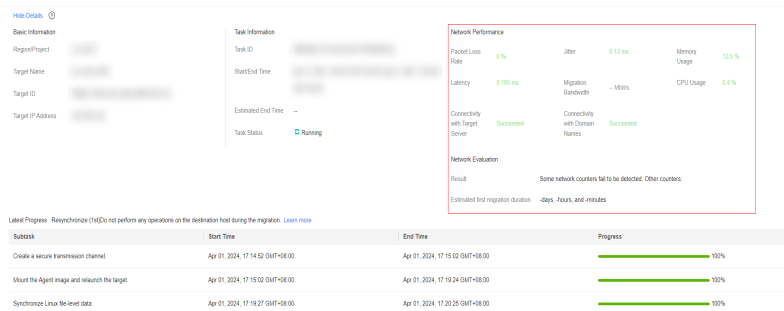 Hide Details ?
Basic Information
Region/Project
Target Name
Target ID
Target IP Address
Task Information
Task ID
Start/End Time
Estimated End Time --
Task Status Running
Network Performance
Packet Loss Rate 0 % Jitter 0.13 ms Memory Usage 13.5 %
Latency 0.189 ms Migration Bandwidth -- Mbit/s CPU Usage 0.4 %
Connectivity with Target Server Succeeded Connectivity with Domain Names Succeeded
Network Evaluation
Result Some network counters fail to be detected. Other counters:
Estimated first migration duration -days, -hours, and -minutes
Latest Progress Resynchronize (1st)Do not perform any operations on the destination host during the migration. Learn more
Subtask Start Time End Time Progress
Create a secure transmission channel. Apr 01, 2024, 17:14:52 GMT+08:00 Apr 01, 2024, 17:15:02 GMT+08:00 100%
Mount the Agent image and relaunch the target. Apr 01, 2024, 17:15:02 GMT+08:00 Apr 01, 2024, 17:19:24 GMT+08:00 100%
Synchronize Linux file-level data. Apr 01, 2024, 17:19:27 GMT+08:00 Apr 01, 2024, 17:20:25 GMT+08:00 100%